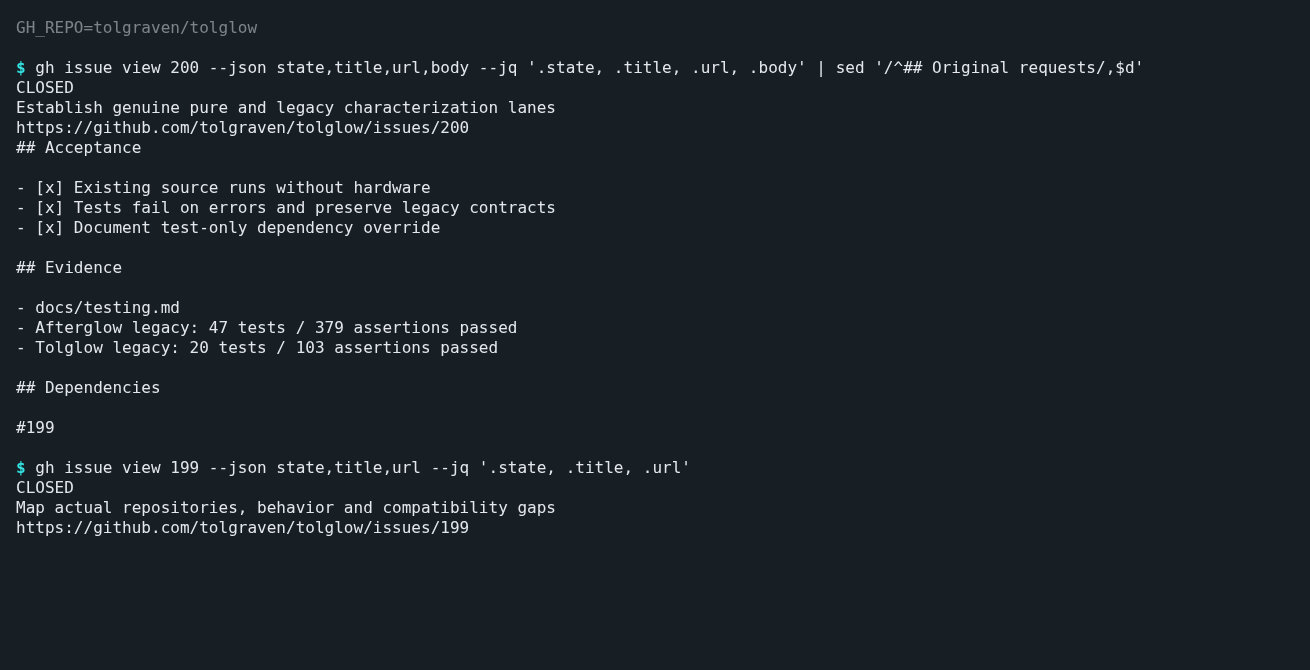 GH_REPO=tolgraven/tolglow
$ gh issue view 200 --json state,title,url,body --jq '.state, .title, .url, .body' | sed '/^## Original requests/,$d'
CLOSED
Establish genuine pure and legacy characterization lanes
https://github.com/tolgraven/tolglow/issues/200
## Acceptance
- [x] Existing source runs without hardware
- [x] Tests fail on errors and preserve legacy contracts
- [x] Document test-only dependency override
## Evidence
- docs/testing.md
- Afterglow legacy: 47 tests / 379 assertions passed
- Tolglow legacy: 20 tests / 103 assertions passed
## Dependencies
#199
$ gh issue view 199 --json state,title,url --jq '.state, .title, .url'
CLOSED
Map actual repositories, behavior and compatibility gaps
https://github.com/tolgraven/tolglow/issues/199